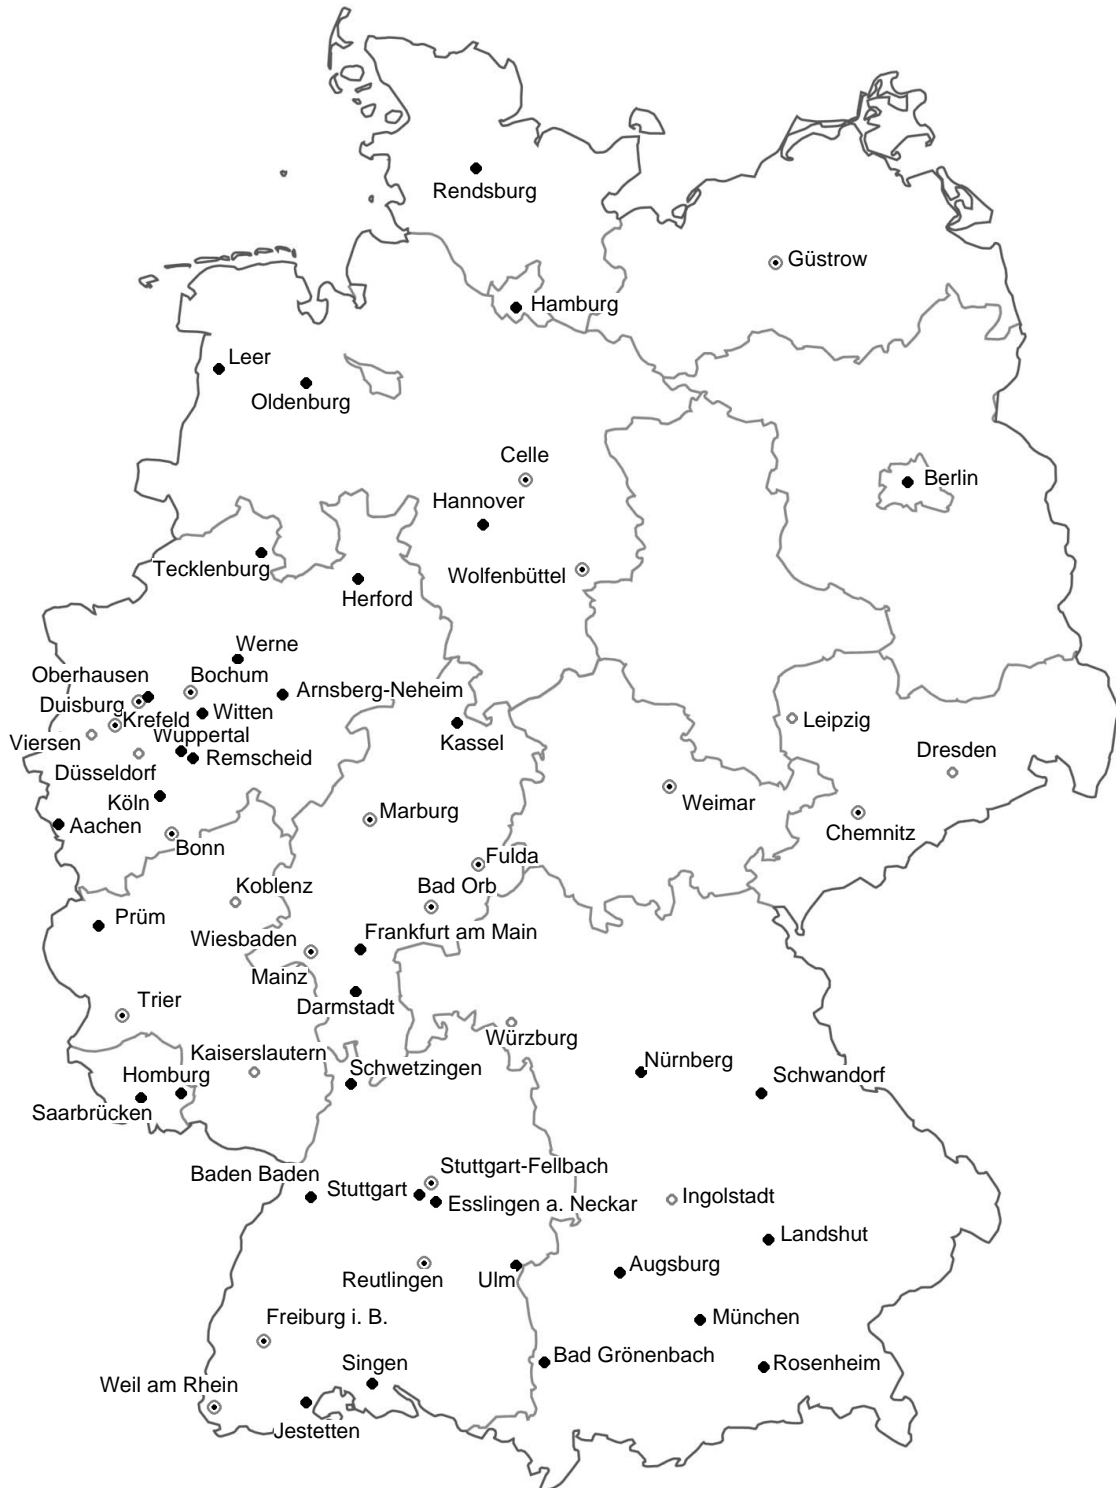 Rendsburg
Güstrow
Hamburg
Leer
Oldenburg
Celle
Berlin
Hannover
Tecklenburg
Wolfenbüttel
Herford
Werne
Oberhausen
Bochum
Arnsberg-Neheim
Duisburg
Krefeld
Witten
Leipzig
Viersen
Wuppertal
Kassel
Remscheid
Dresden
Düsseldorf
Weimar
Köln
Marburg
Aachen
Chemnitz
Bonn
Fulda
Koblenz
Bad Orb
Prüm
Wiesbaden
Frankfurt am Main
Mainz
Trier
Darmstadt
Würzburg
Kaiserslautern
Nürnberg
Homburg
Schwetzingen
Schwandorf
Saarbrücken
Baden Baden
Stuttgart-Fellbach
Stuttgart
Esslingen a. Neckar
Ingolstadt
Landshut
Reutlingen
Ulm
Augsburg
Freiburg i. B.
München
Singen
Bad Grönenbach
Rosenheim
Weil am Rhein
Jestetten